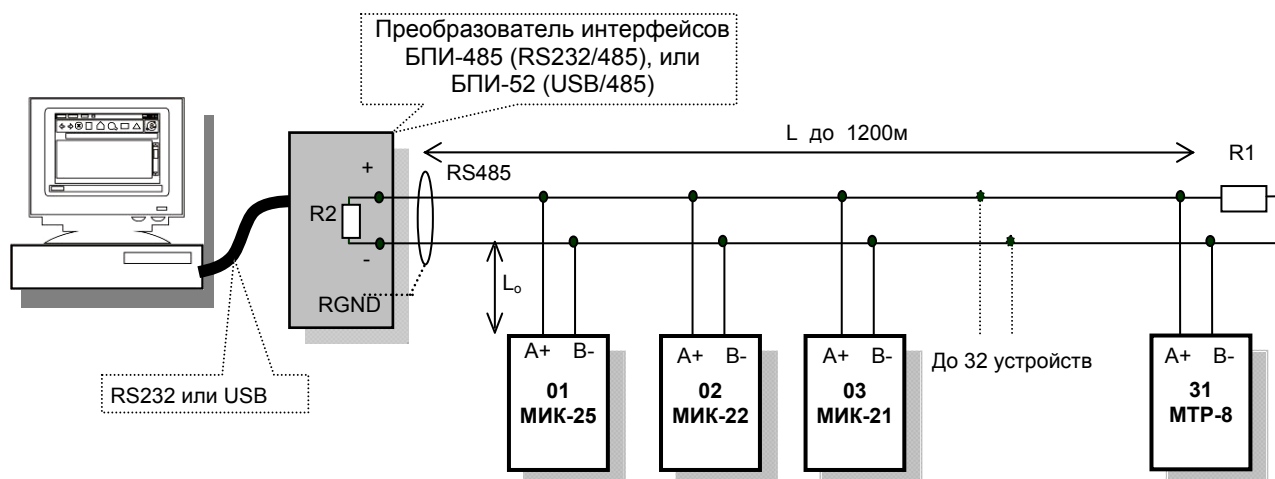 Преобразователь интерфейсов
БПИ-485 (RS232/485), или
БПИ-52 (USB/485)
L до 1200м
R1
+
RS485
R2
-
RGND
Lo
RS232 или USB
A+ B-
01
МИК-25
A+ B-
02
МИК-22
A+ B-
03
МИК-21
До 32 устройств
A+ B-
31
МТР-8